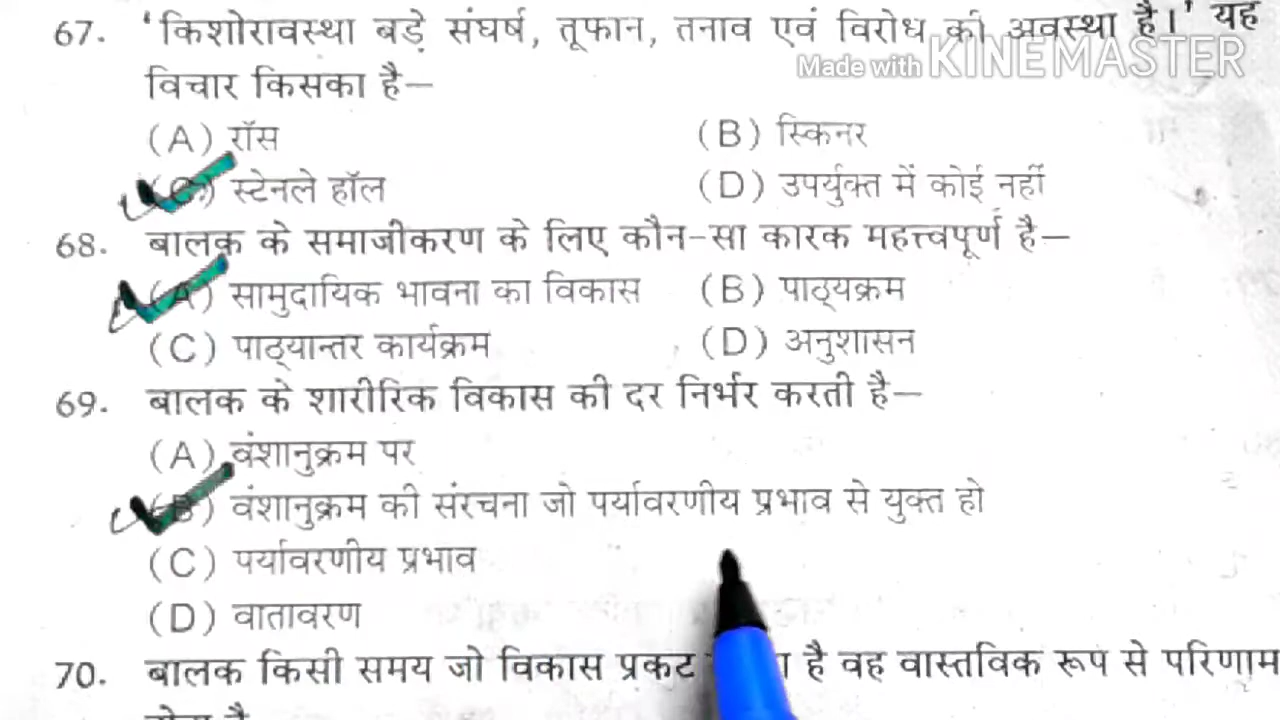 67. 'किशोरावस्था बड़े संघर्ष, तूफान, तनाव एवं विरोध की अवस्था है।' यह
Made with KINEMASTER
विचार किसका है—
(A) रॉस (B) स्किनर
(C) स्टेनले हॉल (D) उपर्युक्त में कोई नहीं
68. बालक के समाजीकरण के लिए कौन-सा कारक महत्त्वपूर्ण है—
(A) सामुदायिक भावना का विकास (B) पाठ्यक्रम
(C) पाठ्यान्तर कार्यक्रम (D) अनुशासन
69. बालक के शारीरिक विकास की दर निर्भर करती है—
(A) वंशानुक्रम पर
(B) वंशानुक्रम की संरचना जो पर्यावरणीय प्रभाव से युक्त हो
(C) पर्यावरणीय प्रभाव
(D) वातावरण
70. बालक किसी समय जो विकास प्रकट है वह वास्तविक रूप से परिणाम